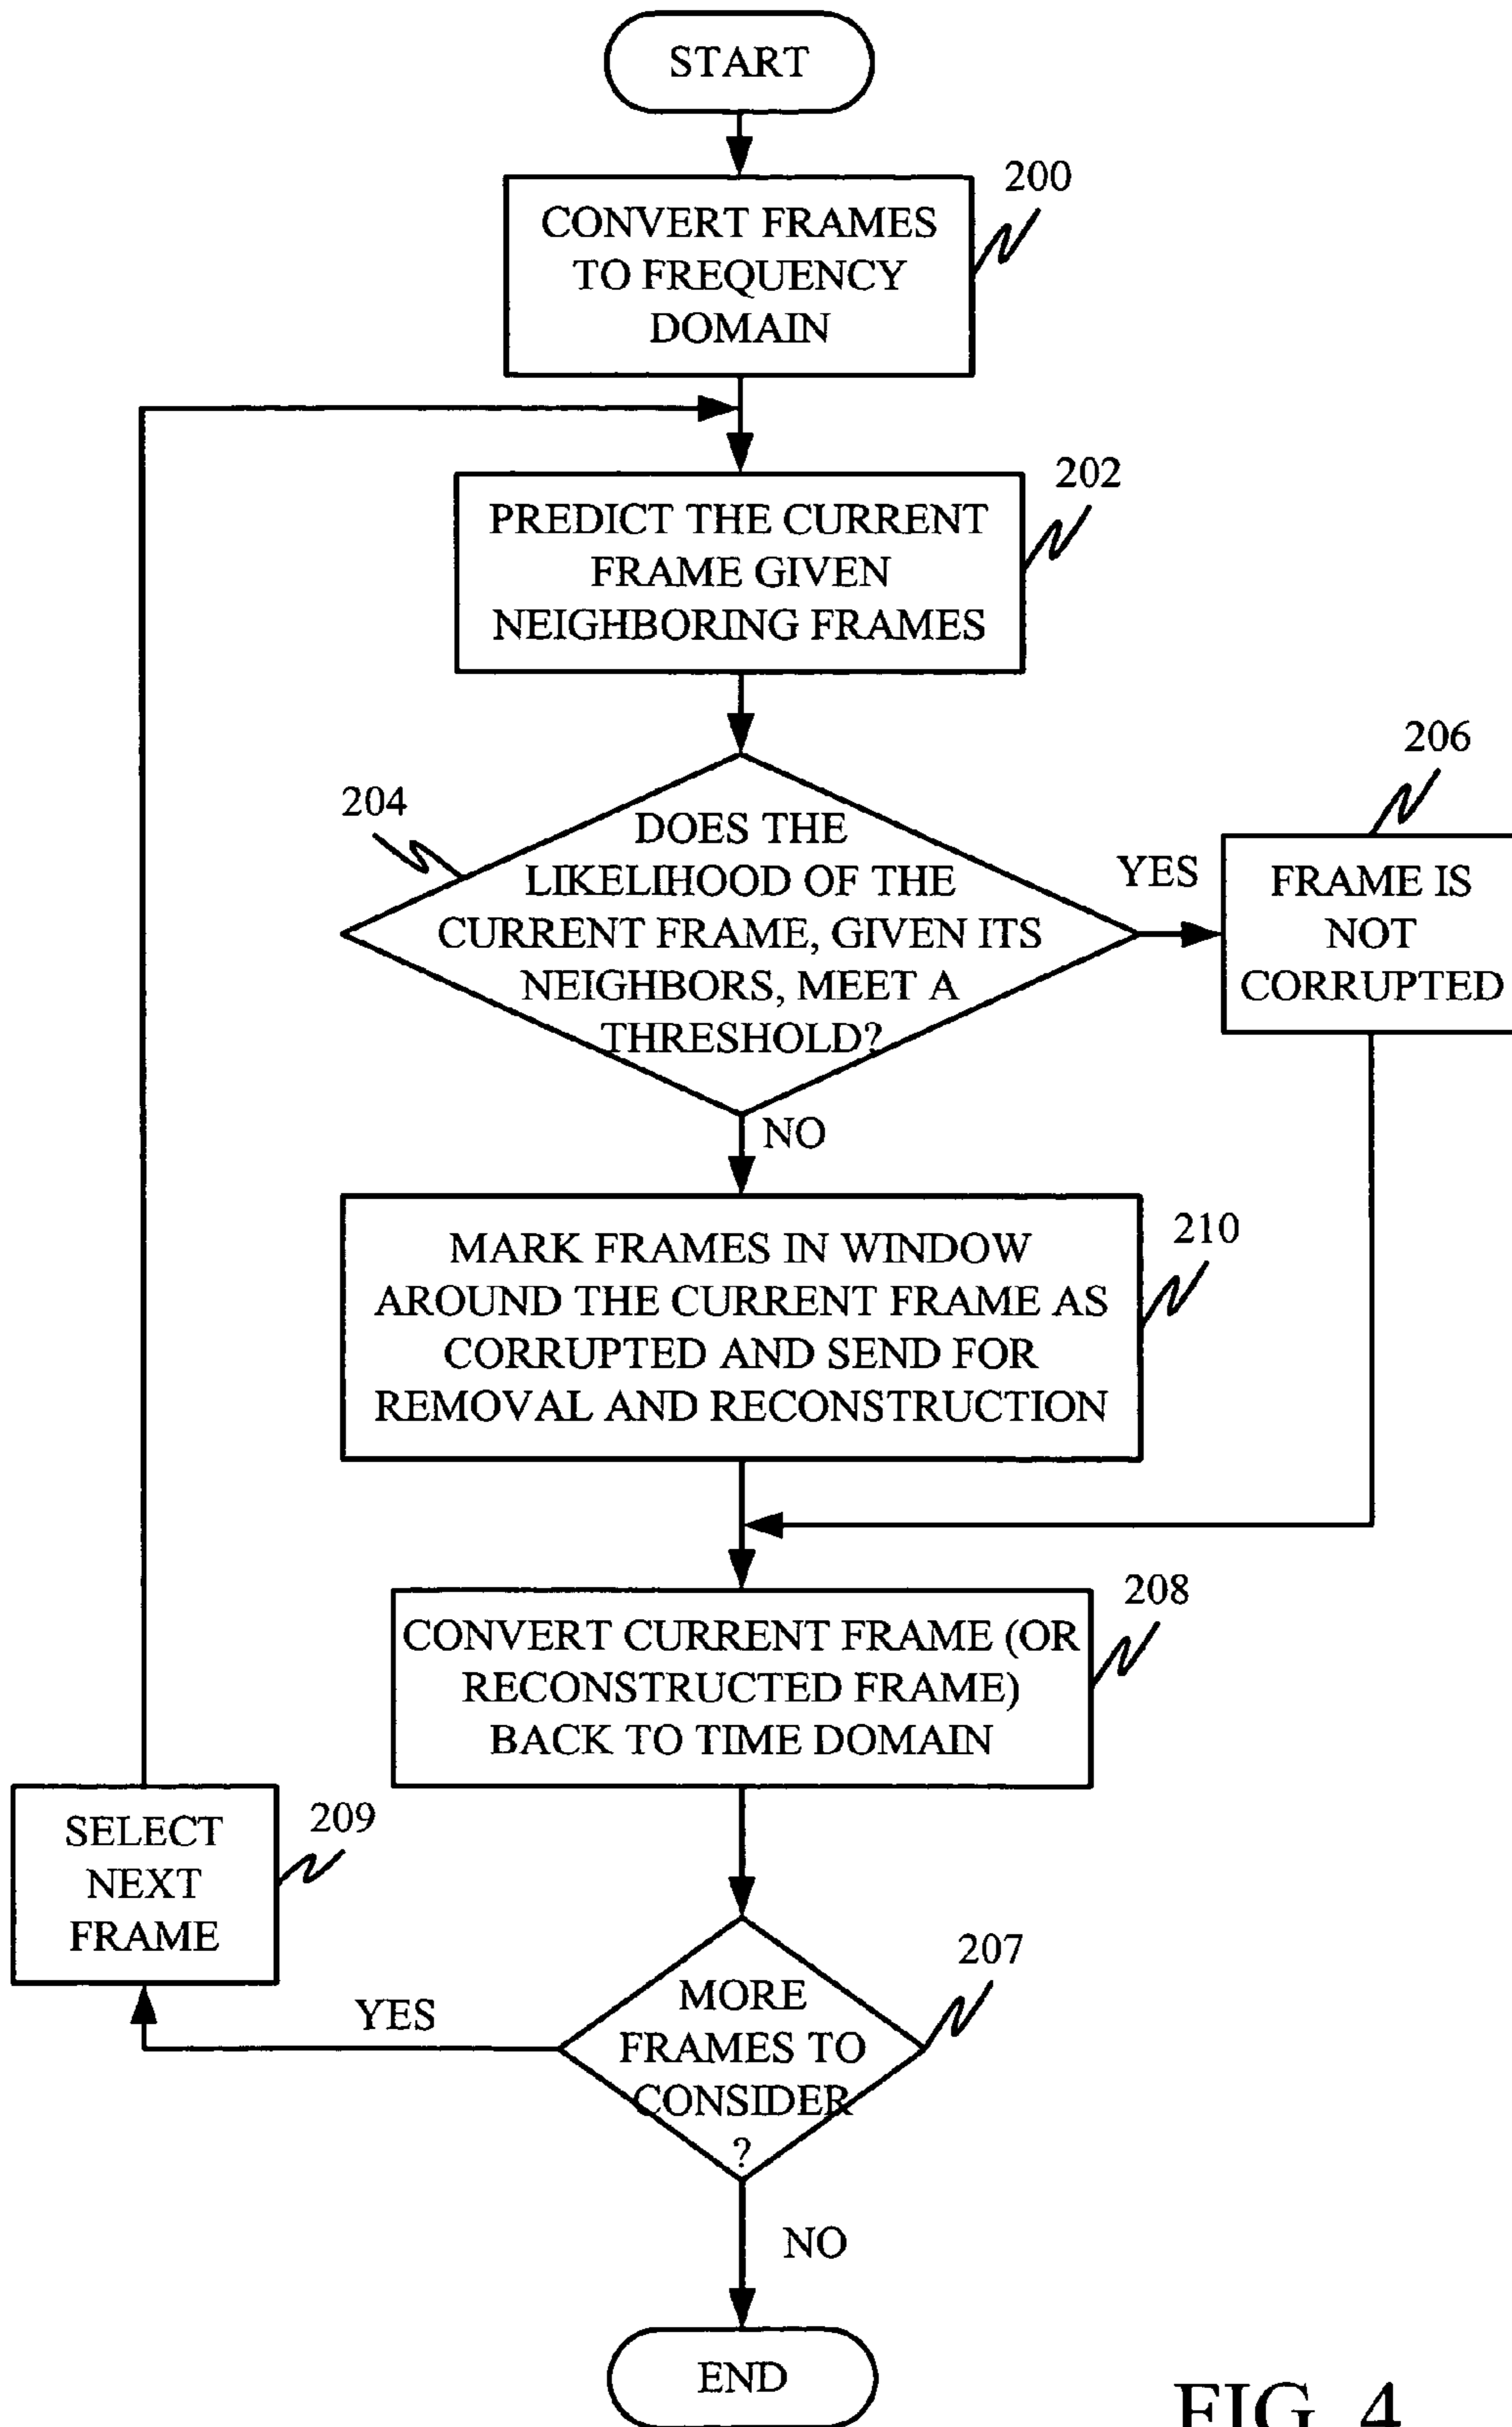 START
200
CONVERT FRAMES
TO FREQUENCY
DOMAIN
202
PREDICT THE CURRENT
FRAME GIVEN
NEIGHBORING FRAMES
204
DOES THE
LIKELIHOOD OF THE
CURRENT FRAME, GIVEN ITS
NEIGHBORS, MEET A
THRESHOLD?
YES
206
FRAME IS
NOT
CORRUPTED
NO
210
MARK FRAMES IN WINDOW
AROUND THE CURRENT FRAME AS
CORRUPTED AND SEND FOR
REMOVAL AND RECONSTRUCTION
208
CONVERT CURRENT FRAME (OR
RECONSTRUCTED FRAME)
BACK TO TIME DOMAIN
209
SELECT
NEXT
FRAME
207
MORE
FRAMES TO
CONSIDER
?
YES
NO
END
FIG. 4